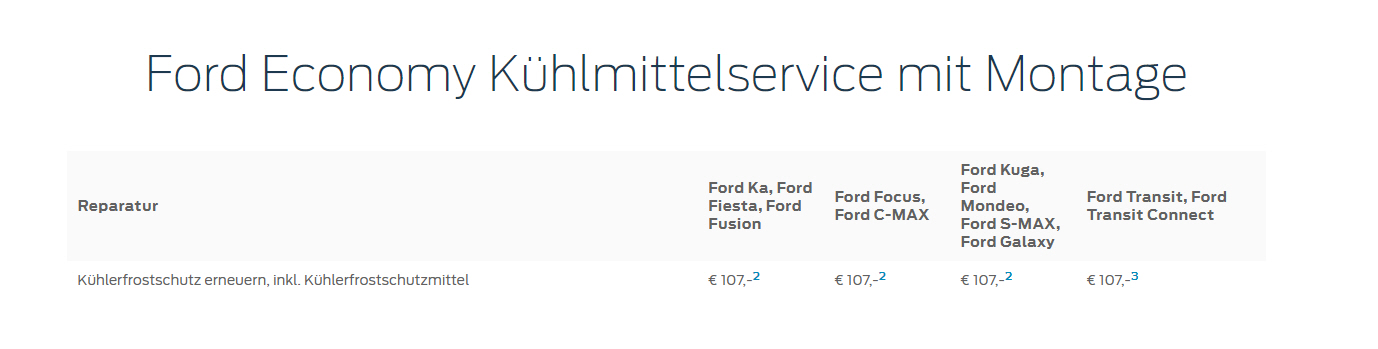 Ford Economy Kühlmittelservice mit Montage
Reparatur
Ford Ka, Ford
Fiesta, Ford
Fusion
Ford Focus,
Ford C-MAX
Ford Kuga,
Ford
Mondeo,
Ford S-MAX,
Ford Galaxy
Ford Transit, Ford
Transit Connect
Kühlerfrostschutz erneuern, inkl. Kühlerfrostschutzmittel
€ 107,-2
€ 107,-2
€ 107,-2
€ 107,-3